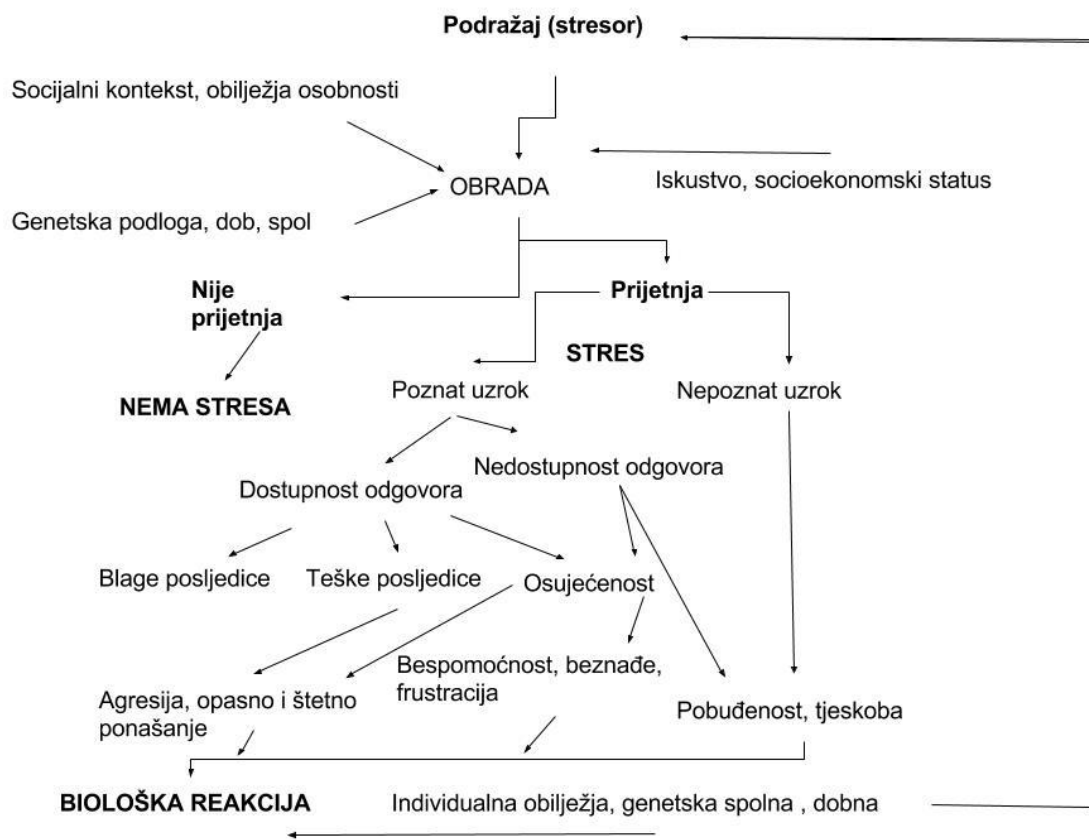 Podražaj (stresor)
Socijalni kontekst, obilježja osobnosti
OBRADA
Iskustvo, socioekonomski status
Genetska podloga, dob, spol
Nije
prijetnja
Prijetnja
STRES
NEMA STRESA
Poznat uzrok
Nepoznat uzrok
Nedostupnost odgovora
Dostupnost odgovora
Blage posljedice
Teške posljedice
Osujećenost
Bespomoćnost, beznađe,
frustracija
Agresija, opasno i štetno
ponašanje
Pobuđenost, tjeskoba
BIOLOŠKA REAKCIJA
Individualna obilježja, genetska spolna , dobna